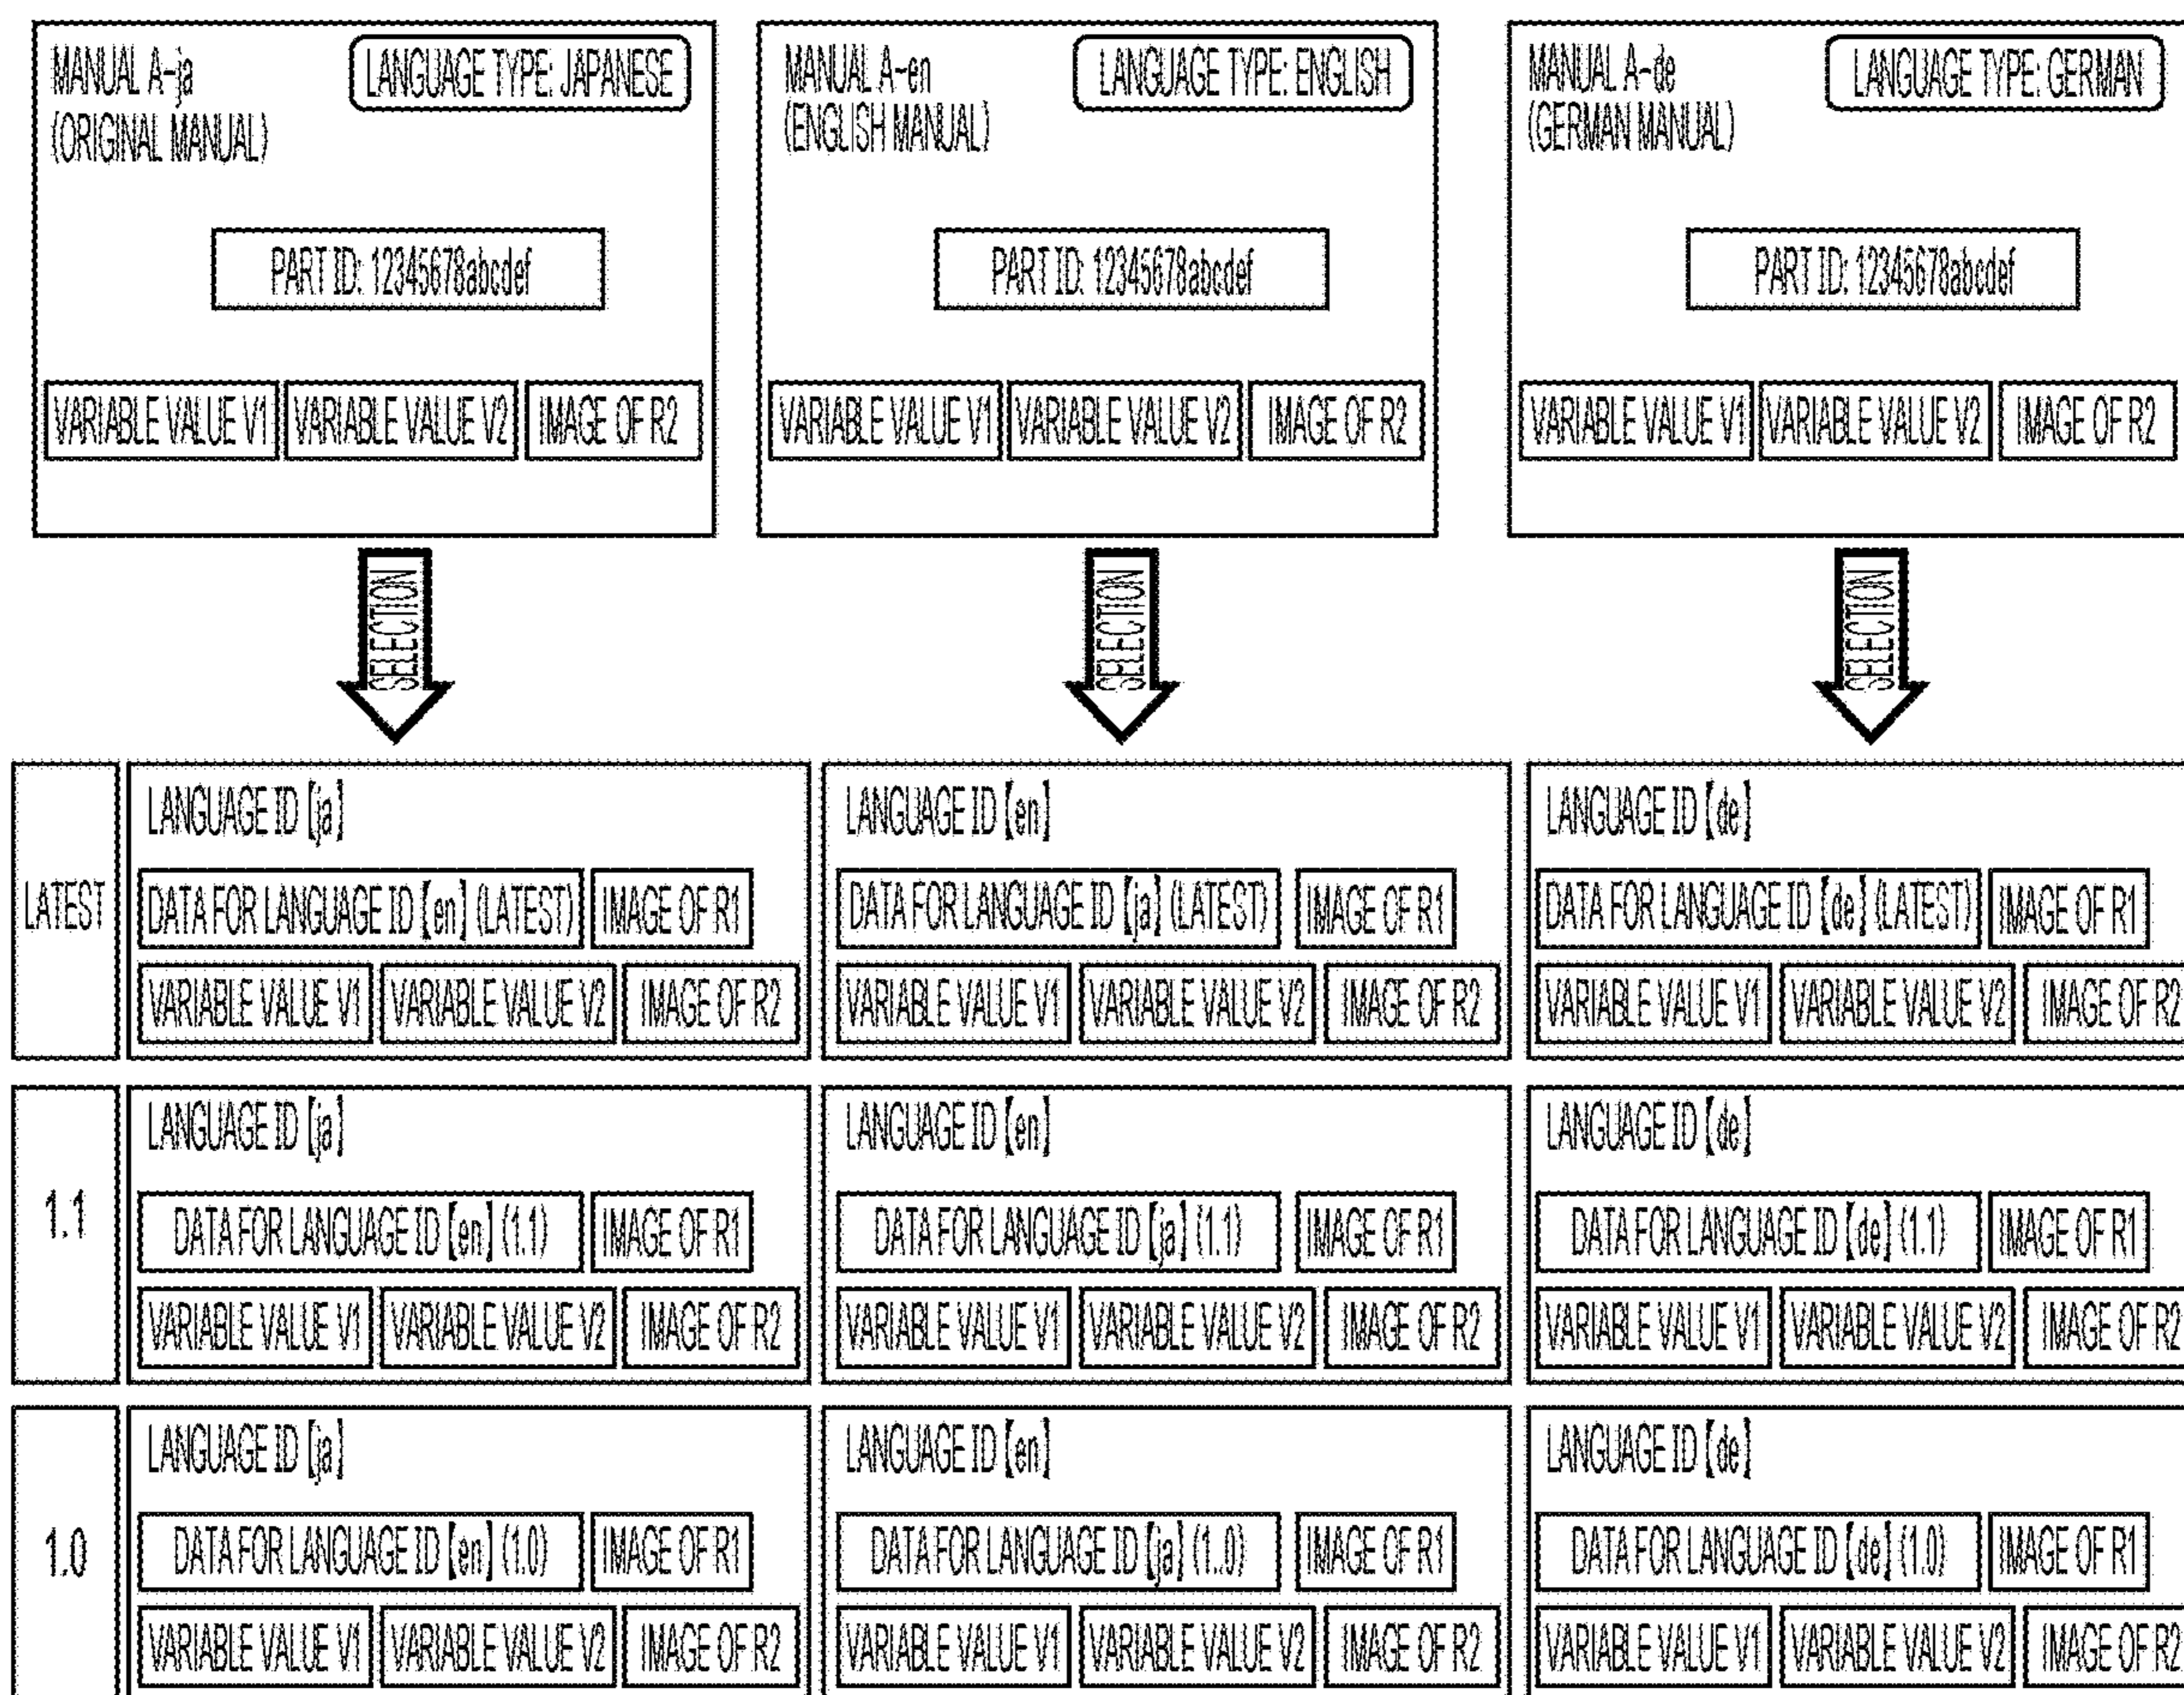 MANUAL A-ja
(ORIGINAL MANUAL)
LANGUAGE TYPE: JAPANESE
PART ID: 12345678abcdef
VARIABLE VALUE V1
VARIABLE VALUE V2
IMAGE OF R2
MANUAL A-en
(ENGLISH MANUAL)
LANGUAGE TYPE: ENGLISH
PART ID: 12345678abcdef
VARIABLE VALUE V1
VARIABLE VALUE V2
IMAGE OF R2
MANUAL A-de
(GERMAN MANUAL)
LANGUAGE TYPE: GERMAN
PART ID: 12345678abcdef
VARIABLE VALUE V1
VARIABLE VALUE V2
IMAGE OF R2
SELECTION
SELECTION
SELECTION
LATEST
LANGUAGE ID【ja】
DATA FOR LANGUAGE ID【en】(LATEST)
IMAGE OF R1
VARIABLE VALUE V1
VARIABLE VALUE V2
IMAGE OF R2
LANGUAGE ID【en】
DATA FOR LANGUAGE ID【ja】(LATEST)
IMAGE OF R1
VARIABLE VALUE V1
VARIABLE VALUE V2
IMAGE OF R2
LANGUAGE ID【de】
DATA FOR LANGUAGE ID【de】(LATEST)
IMAGE OF R1
VARIABLE VALUE V1
VARIABLE VALUE V2
IMAGE OF R2
1.1
LANGUAGE ID【ja】
DATA FOR LANGUAGE ID【en】(1.1)
IMAGE OF R1
VARIABLE VALUE V1
VARIABLE VALUE V2
IMAGE OF R2
LANGUAGE ID【en】
DATA FOR LANGUAGE ID【ja】(1.1)
IMAGE OF R1
VARIABLE VALUE V1
VARIABLE VALUE V2
IMAGE OF R2
LANGUAGE ID【de】
DATA FOR LANGUAGE ID【de】(1.1)
IMAGE OF R1
VARIABLE VALUE V1
VARIABLE VALUE V2
IMAGE OF R2
1.0
LANGUAGE ID【ja】
DATA FOR LANGUAGE ID【en】(1.0)
IMAGE OF R1
VARIABLE VALUE V1
VARIABLE VALUE V2
IMAGE OF R2
LANGUAGE ID【en】
DATA FOR LANGUAGE ID【ja】(1..0)
IMAGE OF R1
VARIABLE VALUE V1
VARIABLE VALUE V2
IMAGE OF R2
LANGUAGE ID【de】
DATA FOR LANGUAGE ID【de】(1.0)
IMAGE OF R1
VARIABLE VALUE V1
VARIABLE VALUE V2
IMAGE OF R2